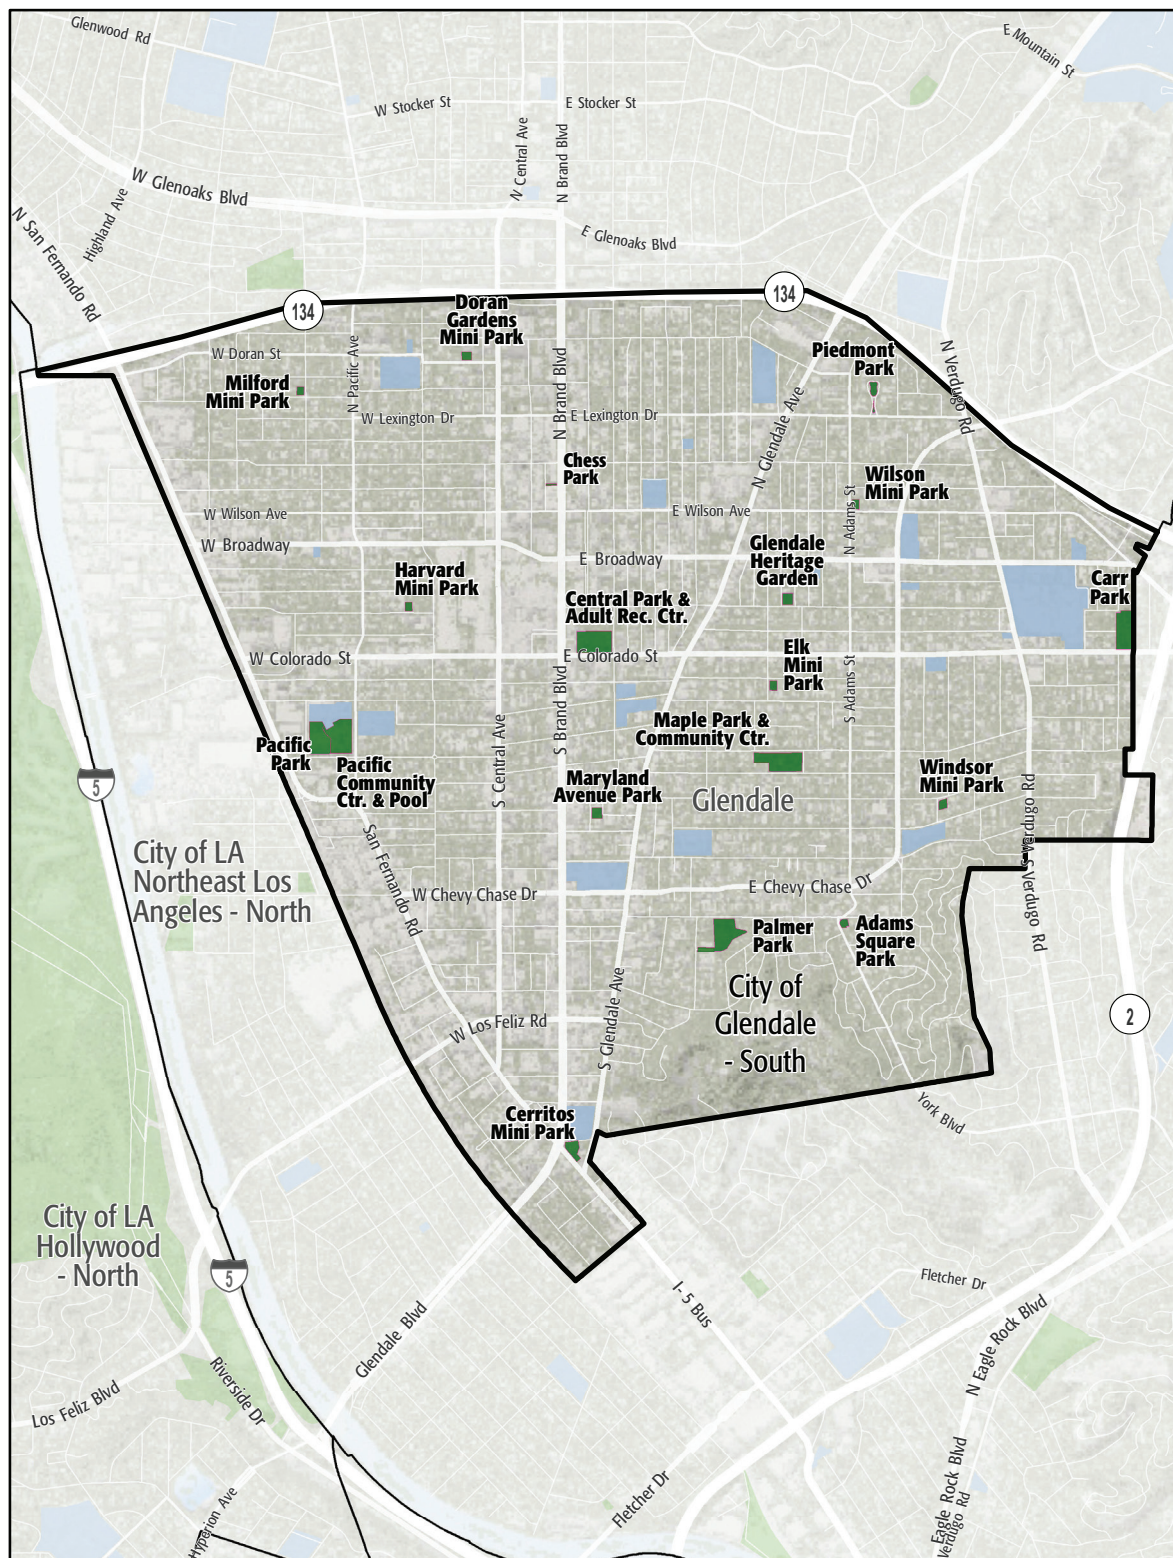 Glenwood Rd
E Mountain St
W Stocker St
E Stocker St
N Central Ave
N Brand Blvd
W Glenoaks Blvd
Highland Ave
N San Fernando Rd
E Glenoaks Blvd
134
134
Doran
Gardens
Mini Park
W Doran St
N Pacific Ave
Milford
Mini Park
Piedmont
Park
N Verdugo Rd
N Brand Blvd
W Lexington Dr
E Lexington Dr
N Glendale Ave
Chess
Park
Wilson
Mini Park
W Wilson Ave
E Wilson Ave
N Adams St
W Broadway
E Broadway
Glendale
Heritage
Garden
Harvard
Mini Park
Central Park &
Adult Rec. Ctr.
Carr
Park
W Colorado St
E Colorado St
Elk
Mini
Park
S Adams St
S Brand Blvd
S Central Ave
Maple Park &
Community Ctr.
Pacific
Park
Pacific
Community
Ctr. & Pool
Maryland
Avenue Park
Windsor
Mini Park
5
Glendale
S Verdugo Rd
San Fernando Rd
City of LA
Northeast Los
Angeles - North
W Chevy Chase Dr
E Chevy Chase Dr
S Verdugo Rd
Palmer
Park
Adams
Square
Park
City of
Glendale
- South
S Glendale Ave
W Los Feliz Rd
2
York Blvd
Cerritos
Mini Park
City of LA
Hollywood
- North
5
Fletcher Dr
I- 5 Bus
Glendale Blvd
N Eagle Rock Blvd
Riverside Dr
Los Feliz Blvd
Fletcher Dr
Hyperion Ave
Eagle Rock Blvd
Verdugo Rd